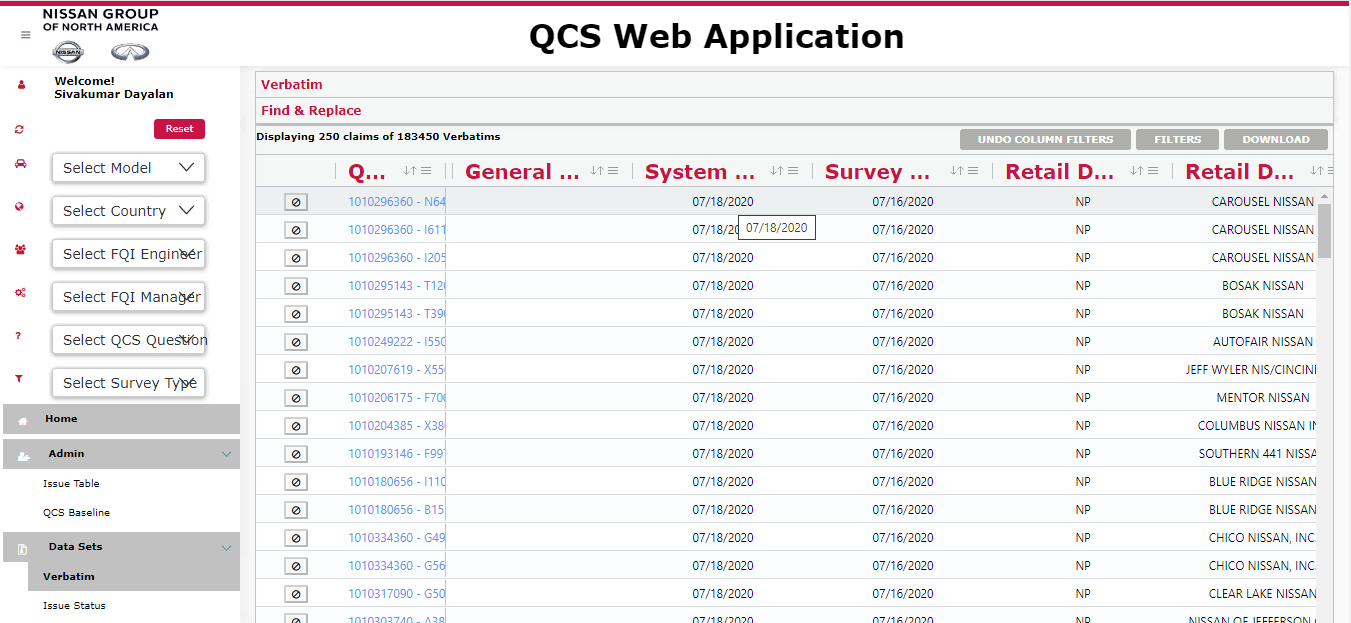 NISSAN GROUP
OF NORTH AMERICA
NISSAN
QCS Web Application
Welcome!
Sivakumar Dayalan
Reset
Select Model
Select Country
Select FQI Engineer
Select FQI Manager
Select QCS Question
Select Survey Type
Home
Admin
Issue Table
QCS Baseline
Data Sets
Verbatim
Issue Status
Verbatim
Find & Replace
Displaying 250 claims of 183450 Verbatims
UNDO COLUMN FILTERS FILTERS DOWNLOAD
Q... General ... System ... Survey ... Retail D... Retail D...
1010296360 - N64 07/18/2020 07/16/2020 NP CAROUSEL NISSAN
1010296360 - I611 07/18/20 07/16/2020 NP CAROUSEL NISSAN
07/18/2020
1010296360 - I205 07/18/2020 07/16/2020 NP CAROUSEL NISSAN
1010295143 - T120 07/18/2020 07/16/2020 NP BOSAK NISSAN
1010295143 - T390 07/18/2020 07/16/2020 NP BOSAK NISSAN
1010249222 - I550 07/18/2020 07/16/2020 NP AUTOFAIR NISSAN
1010207619 - X55 07/18/2020 07/16/2020 NP JEFF WYLER NIS/CINCIN
1010206175 - F70 07/18/2020 07/16/2020 NP MENTOR NISSAN
1010204385 - X38 07/18/2020 07/16/2020 NP COLUMBUS NISSAN IN
1010193146 - F99 07/18/2020 07/16/2020 NP SOUTHERN 441 NISSA
1010180656 - I110 07/18/2020 07/16/2020 NP BLUE RIDGE NISSAN
1010180656 - B15 07/18/2020 07/16/2020 NP BLUE RIDGE NISSAN
1010334360 - G49 07/18/2020 07/16/2020 NP CHICO NISSAN, INC.
1010334360 - G56 07/18/2020 07/16/2020 NP CHICO NISSAN, INC.
1010317090 - G50 07/18/2020 07/16/2020 NP CLEAR LAKE NISSAN
1010303740 - A38 07/18/2020 07/16/2020 NP NISSAN OF JEFFERSON